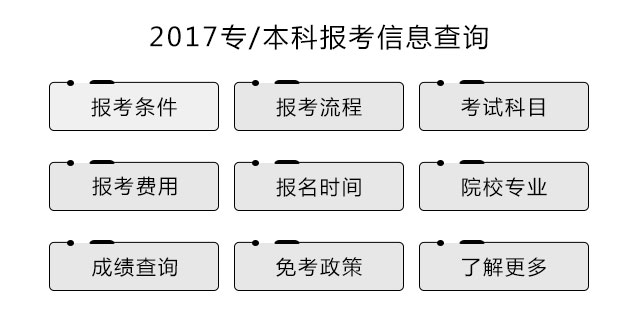 2017专/本科报考信息查询
报考条件 报考流程 考试科目
报考费用 报名时间 院校专业
成绩查询 免考政策 了解更多